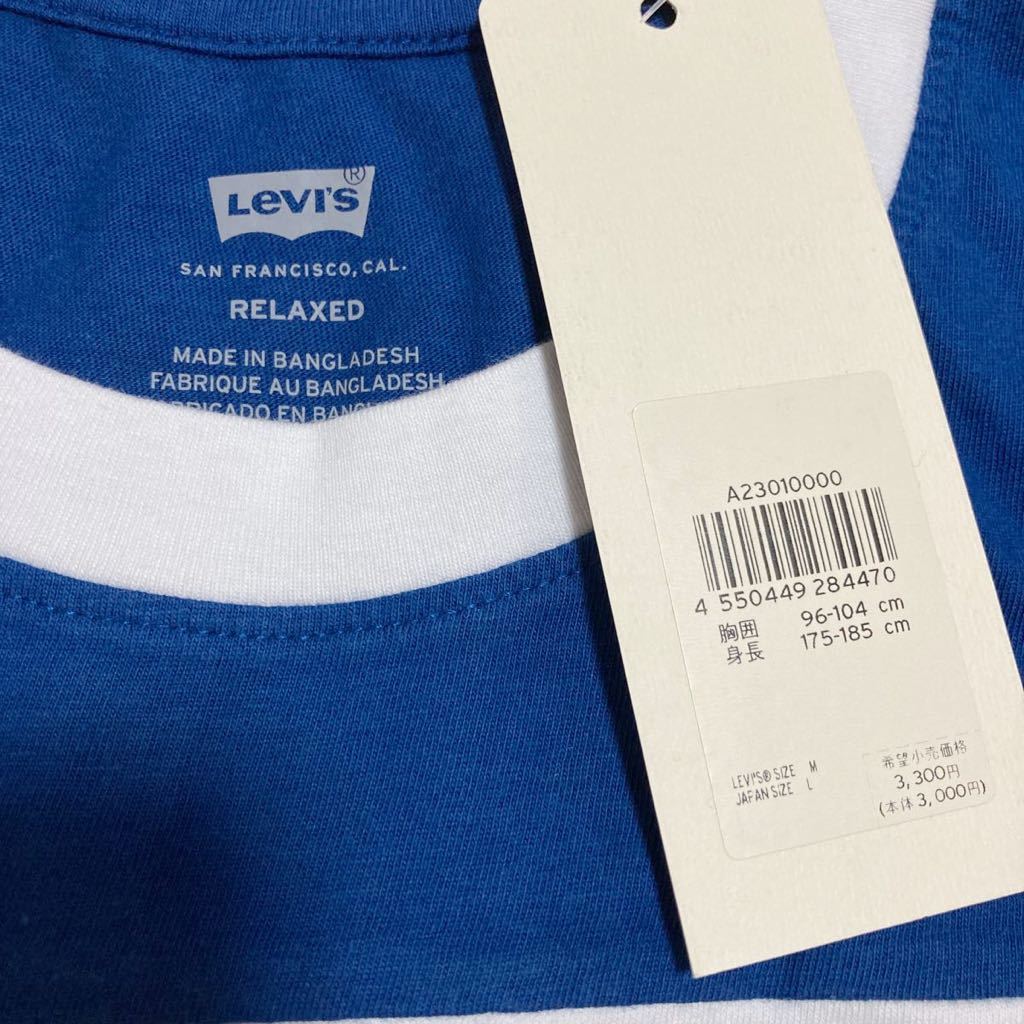 LEVI'S®
SAN FRANCISCO, CAL.
RELAXED
MADE IN BANGLADESH
FABRIQUE AU BANGLADESH
EN
A23010000
4 550449 284470
胸囲 96-104 cm
身長 175-185 cm
LEVI'S® SIZE M
JAPAN SIZE L
希望小売価格
3,300円
(本体3,000円)